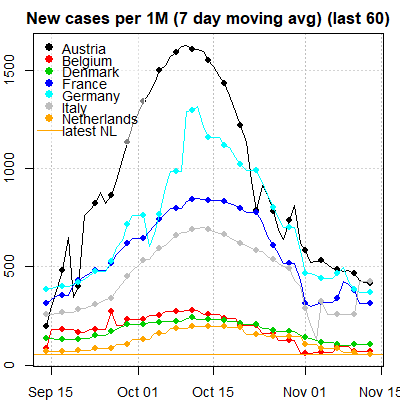 New cases per 1M (7 day moving avg) (last 60)
Austria
Belgium
Denmark
France
Germany
Italy
Netherlands
latest NL
1500
1000
500
0
Sep 15
Oct 01
Oct 15
Nov 01
Nov 15